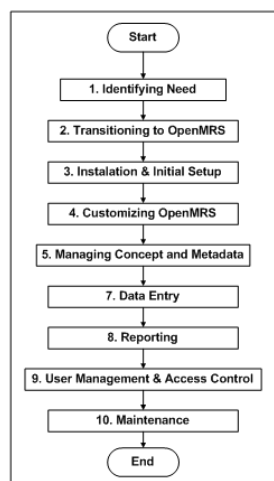 Start
1. Identifying Need
2. Transitioning to OpenMRS
3. Instalation & Initial Setup
4. Customizing OpenMRS
5. Managing Concept and Metadata
7. Data Entry
8. Reporting
9. User Management & Access Control
10. Maintenance
End